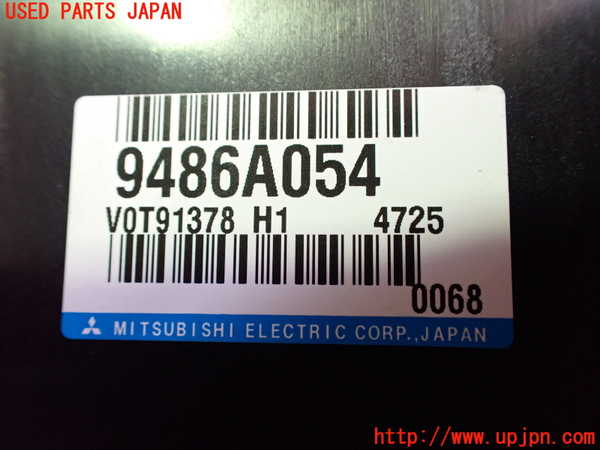 USED PARTS JAPAN
9486A054
V0T91378 H1 4725
0068
MITSUBISHI ELECTRIC CORP.,JAPAN
http://www.upjpn.com/